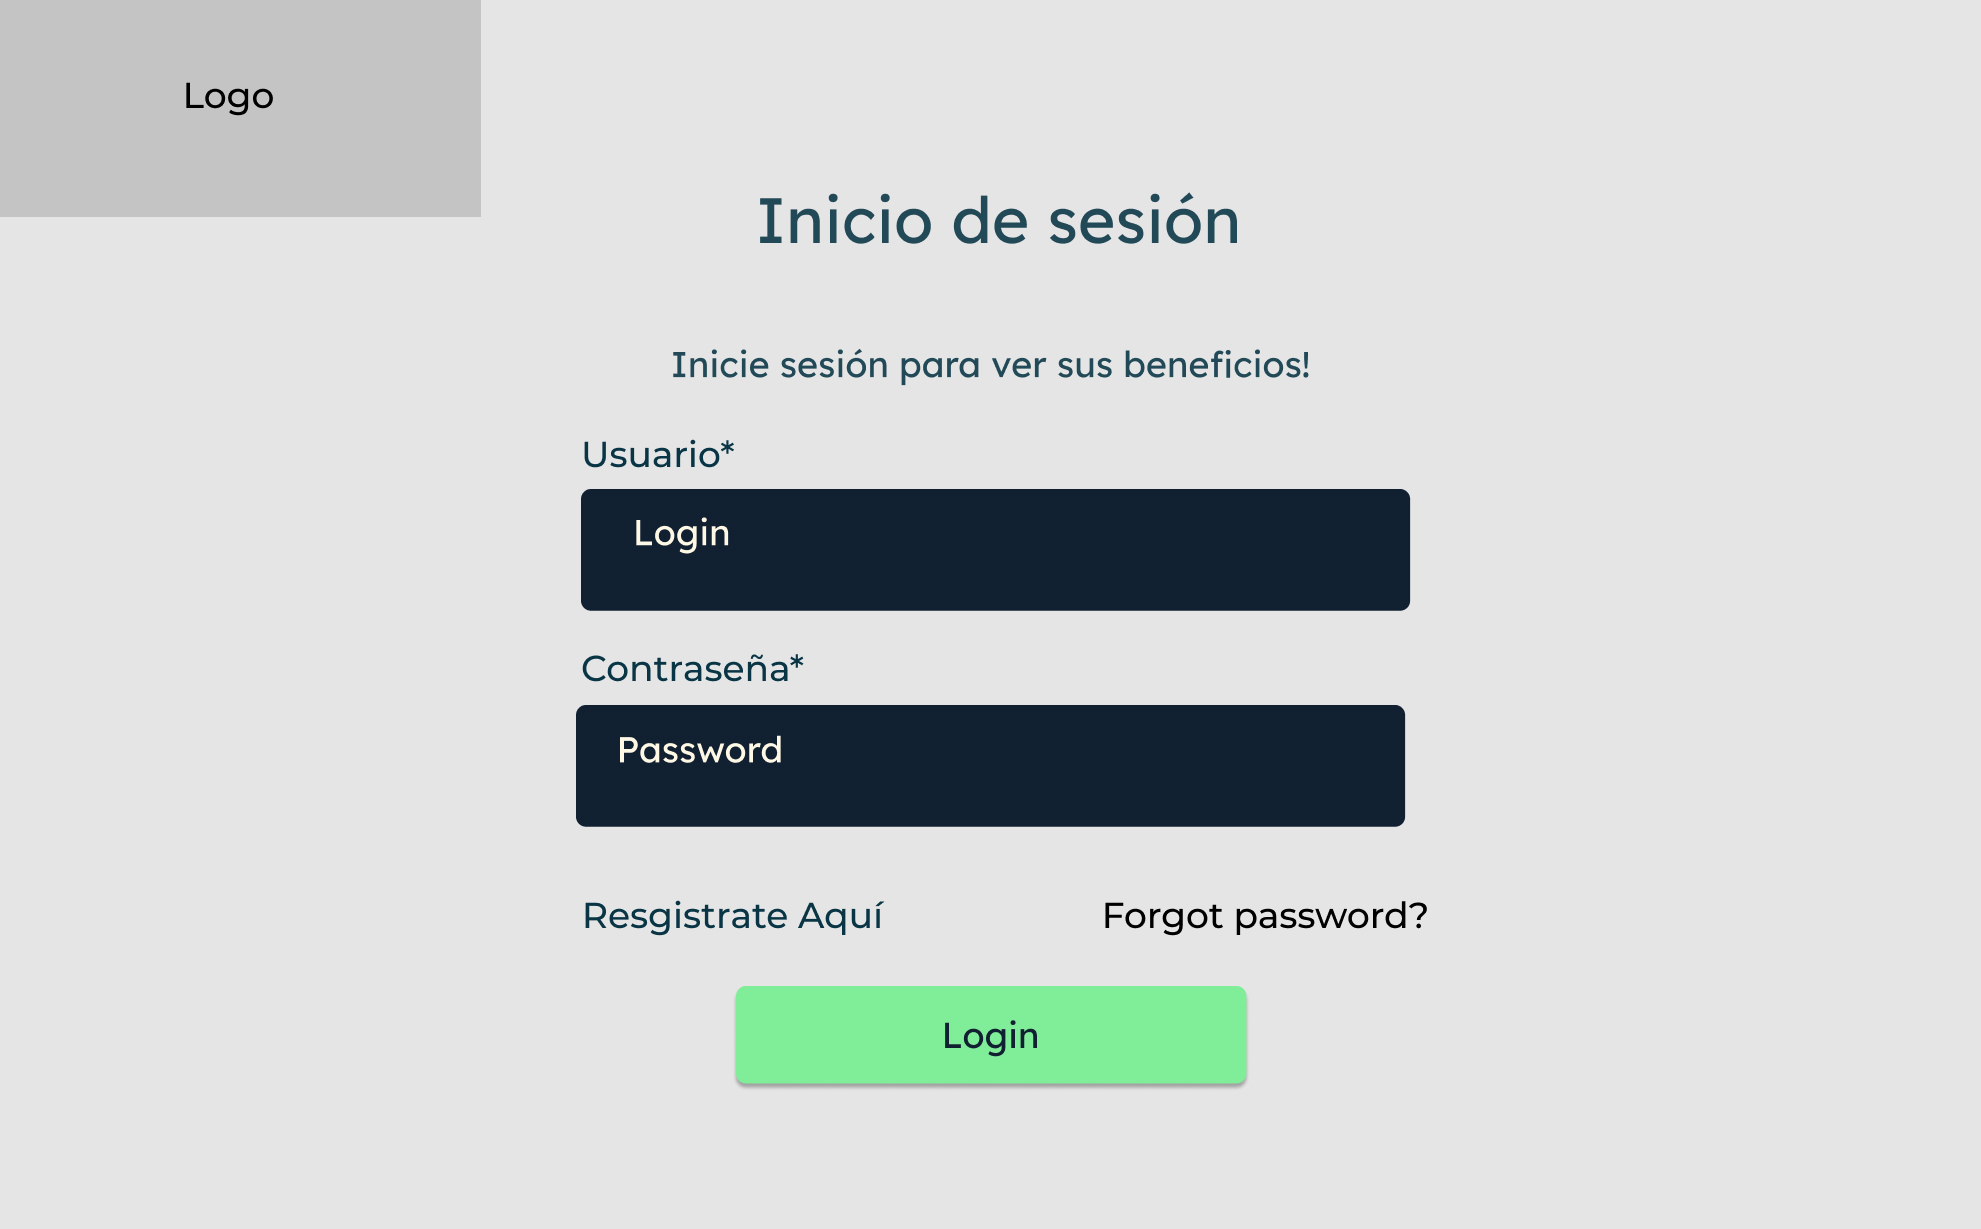 Logo
Inicio de sesión
Inicie sesión para ver sus beneficios!
Usuario*
Login
Contraseña*
Password
Resgistrate Aquí
Forgot password?
Login